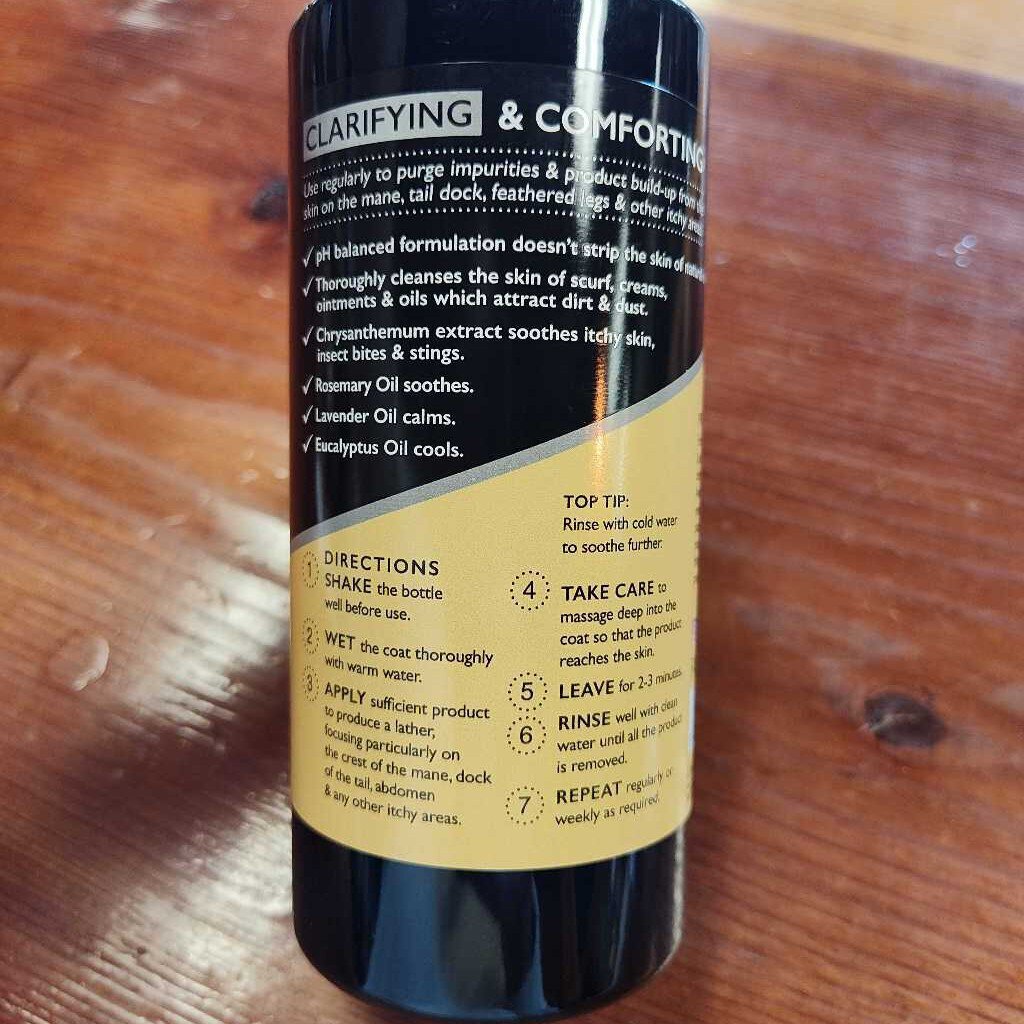 CLARIFYING & COMFORTING
Use regularly to purge impurities & product build-up from
skin on the mane, tail dock, feathered legs & other itchy areas
✓ pH balanced formulation doesn't strip the skin of
✓ Thoroughly cleanses the skin of scurf, creams,
ointments & oils which attract dirt & dust.
✓ Chrysanthemum extract soothes itchy skin,
insect bites & stings.
✓ Rosemary Oil soothes.
✓ Lavender Oil calms.
✓ Eucalyptus Oil cools.
1 DIRECTIONS
SHAKE the bottle
well before use.
2 WET the coat thoroughly
with warm water.
3 APPLY sufficient product
to produce a lather,
focusing particularly on
the crest of the mane, dock
of the tail, abdomen
& any other itchy areas.
TOP TIP:
Rinse with cold water
to soothe further.
4 TAKE CARE to
massage deep into the
coat so that the product
reaches the skin.
5 LEAVE for 2-3 minutes.
6 RINSE well with clean
water until all the product
is removed.
7 REPEAT regularly or
weekly as required.